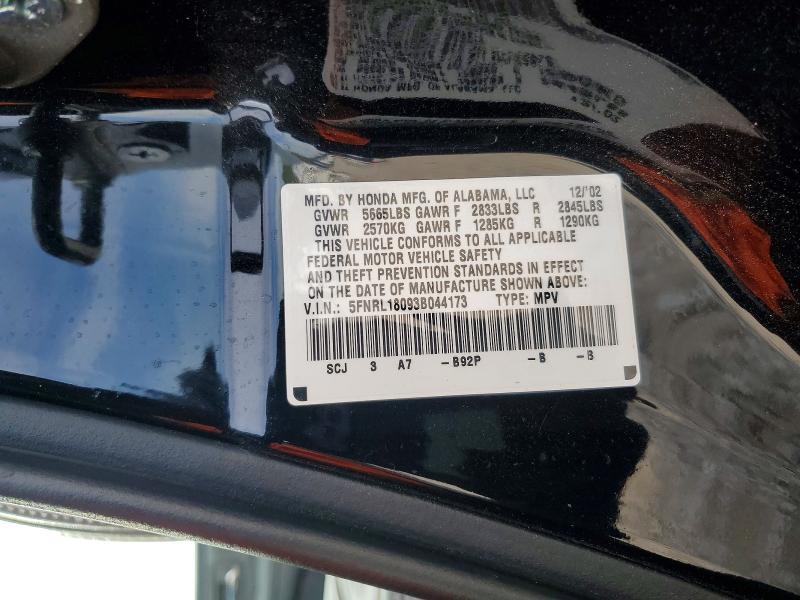 MFD. BY HONDA MFG. OF ALABAMA, LLC 12/'02
GVWR 5665LBS GAWR F 2833LBS R 2845LBS
GVWR 2570KG GAWR F 1285KG R 1290KG
THIS VEHICLE CONFORMS TO ALL APPLICABLE
FEDERAL MOTOR VEHICLE SAFETY
AND THEFT PREVENTION STANDARDS IN EFFECT
ON THE DATE OF MANUFACTURE SHOWN ABOVE:
V.I.N.: 5FNRL18093B044173 TYPE: MPV
SCJ 3 A7 -B92P -B -B